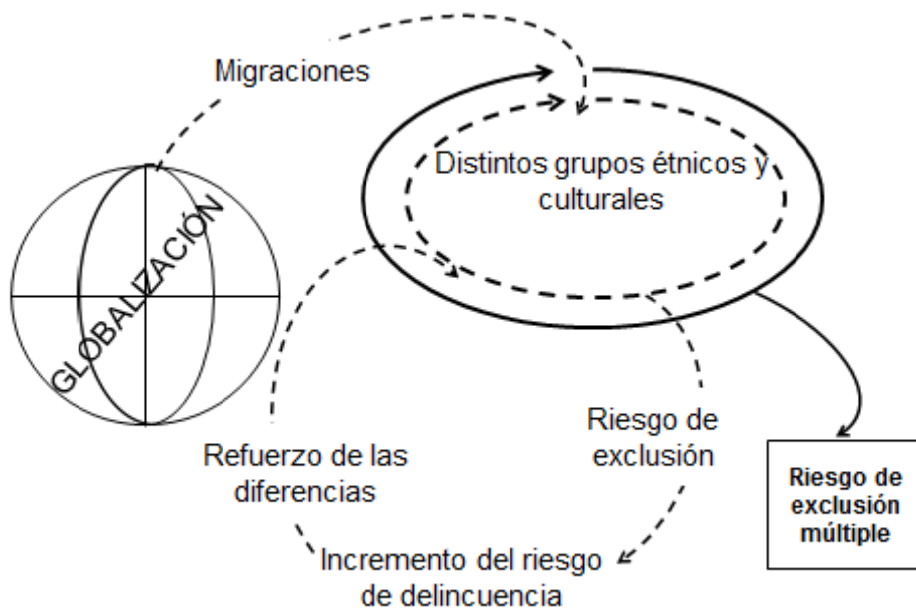 Migraciones
Distintos grupos étnicos y
culturales
GLOBALIZACIÓN
Refuerzo de las
diferencias
Riesgo de
exclusión
Riesgo de
exclusión
múltiple
Incremento del riesgo
de delincuencia